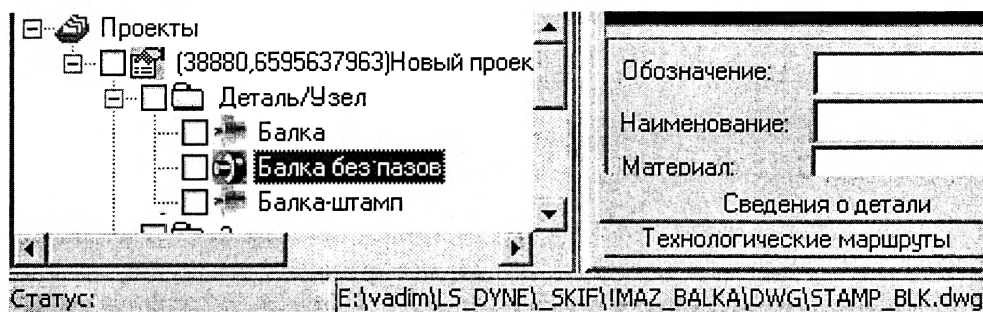 Проекты
(38880,6595637963)Новый проек
Деталь/Узел
Балка
Балка без пазов
Балка-штамп
Обозначение:
Наименование:
Материал:
Сведения о детали
Технологические маршруты
Статус:
E:\vadim\LS_DYNE\_SKIF\!MAZ_BALKA\DWG\STAMP_BLK.dwg